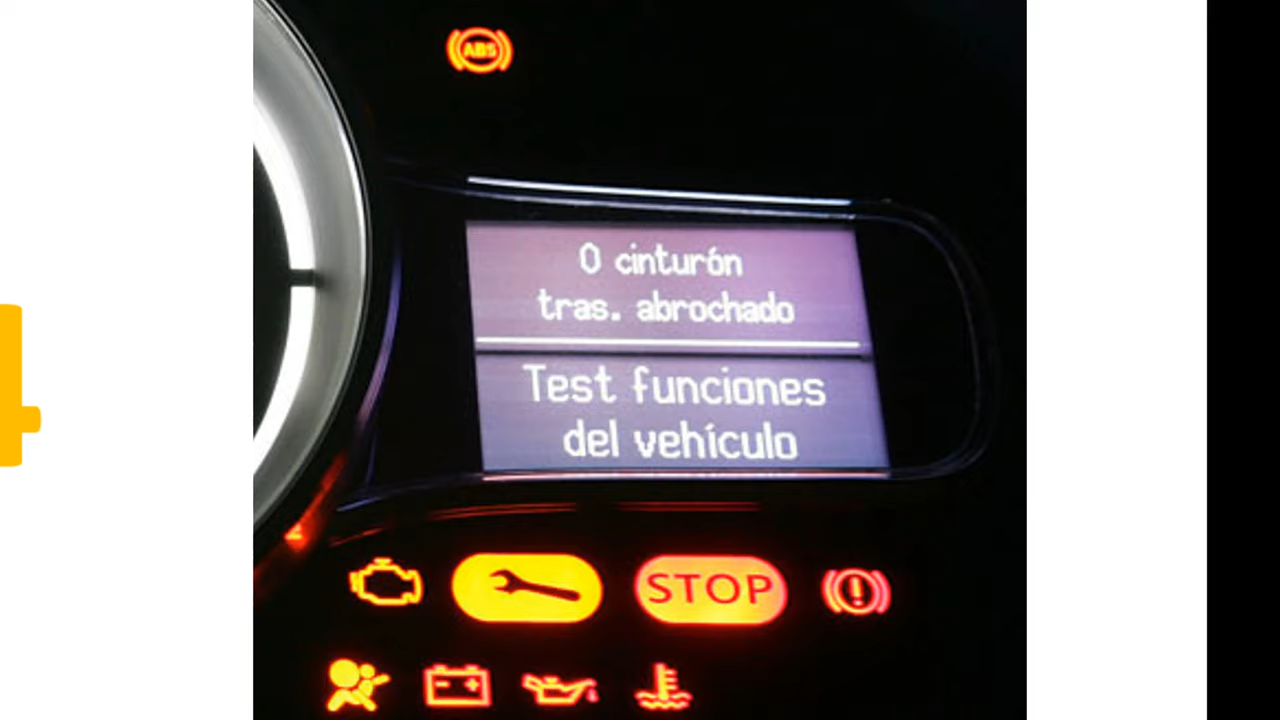 ABS
0 cinturón
tras. abrochado
Test funciones
del vehículo
STOP